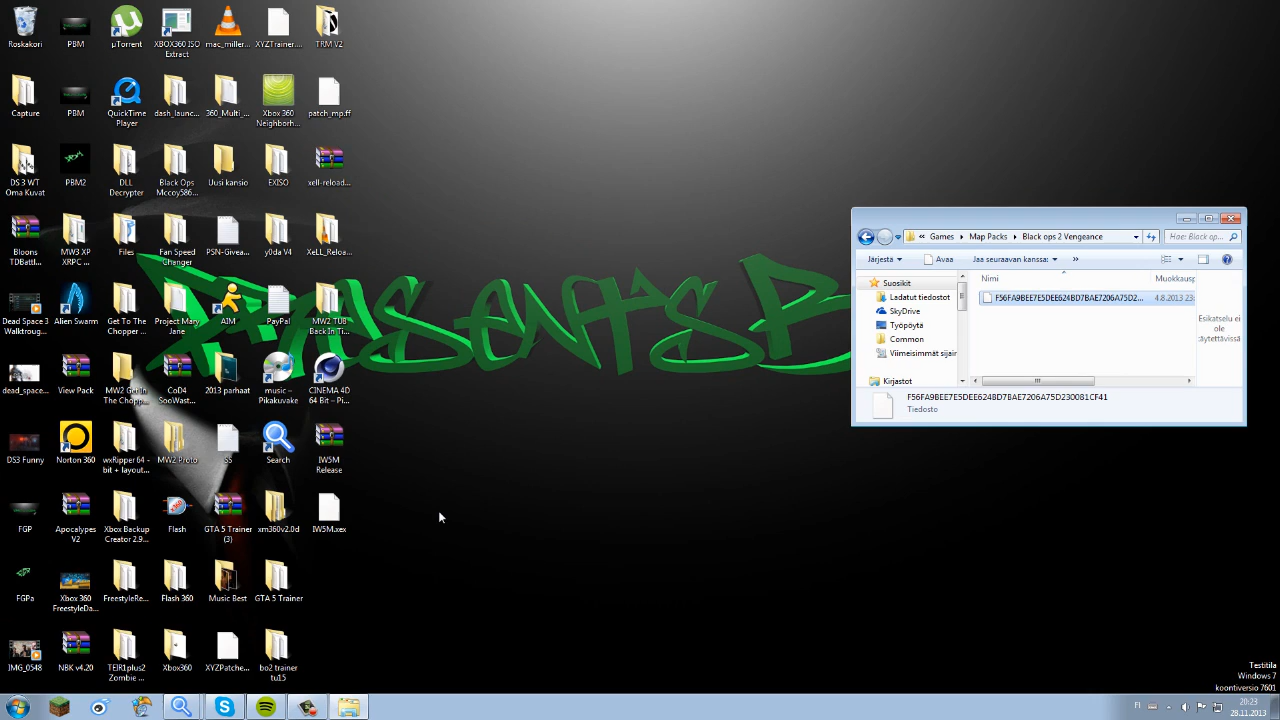 Roskakori
PBM
µTorrent
XBOX360 ISO
Extract
mac_miller...
XYZTrainer....
TRM V2
Capture
PBM
QuickTime
Player
dash_launc...
360_Multi_...
Xbox 360
Neighborh...
patch_mp.ff
DS 3 WT
Oma Kuvat
PBM2
DLL
Decrypter
Black Ops
Mccoy586...
Uusi kansio
EXISO
xell-reload...
Bloons
TDBattl...
MW3 XP
XRPC ...
Files
Fan Speed
Changer
PSN-Givea...
y0da V4
XeLL_Reloa...
Dead Space 3
Walktroug...
Alien Swarm
Get To The
Chopper ...
Project Mary
Jane
AIM
PayPal
MW2 TUB
Back In Ti...
dead_space...
View Pack
MW2 Get In
The Chopp...
CoD4
SooWast...
2013 parhaat
music –
Pikakuvake
CINEMA 4D
64 Bit – Pi...
DS3 Funny
Norton 360
wxRipper 64 -
bit + layout...
MW2 Proto
SS
Search
IW5M
Release
FGP
Apocalypes
V2
Xbox Backup
Creator 2.9...
Flash
GTA 5 Trainer
(3)
xm360v2.0d
IW5M.xex
FGPa
Xbox 360
FreestyleDa...
FreestyleRe...
Flash 360
Music Best
GTA 5 Trainer
IMG_0548
NBK v4.20
TEIR1plus2
Zombie ...
Xbox360
XYZPatche...
bo2 trainer
tu15
« Games
Map Packs
Black ops 2 Vengeance
Hae: Black op...
Järjestä
Avaa
Jaa seuraavan kanssa:
»
Suosikit
Ladatut tiedostot
SkyDrive
Työpöytä
Common
Viimeisimmät sijain
Kirjastot
Nimi
Muokkausp
F56FA9BEE7E5DEE624BD7BAE7206A75D2...
4.8.2013 23:
Esikatselu ei
ole
äytettävissä
F56FA9BEE7E5DEE624BD7BAE7206A75D230081CF41
Tiedosto
Testitila
Windows 7
koontiversio 7601
FI
20:23
28.11.2013